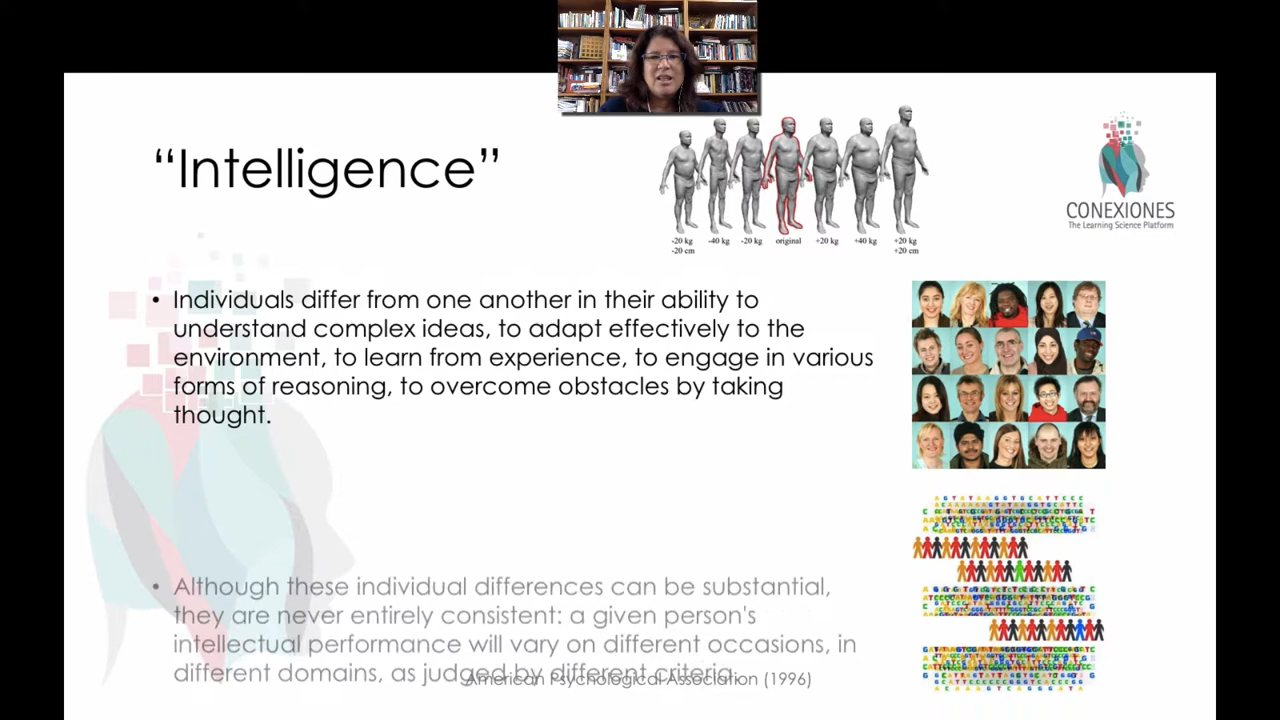 “Intelligence”
-20 kg -40 kg -20 kg original +20 kg +40 kg +20 kg
-20 cm +20 cm
CONEXIONES
The Learning Science Platform
• Individuals differ from one another in their ability to
understand complex ideas, to adapt effectively to the
environment, to learn from experience, to engage in various
forms of reasoning, to overcome obstacles by taking
thought.
• Although these individual differences can be substantial,
they are never entirely consistent: a given person's
intellectual performance will vary on different occasions, in
different domains, as judged by different criteria.
American Psychological Association (1996)